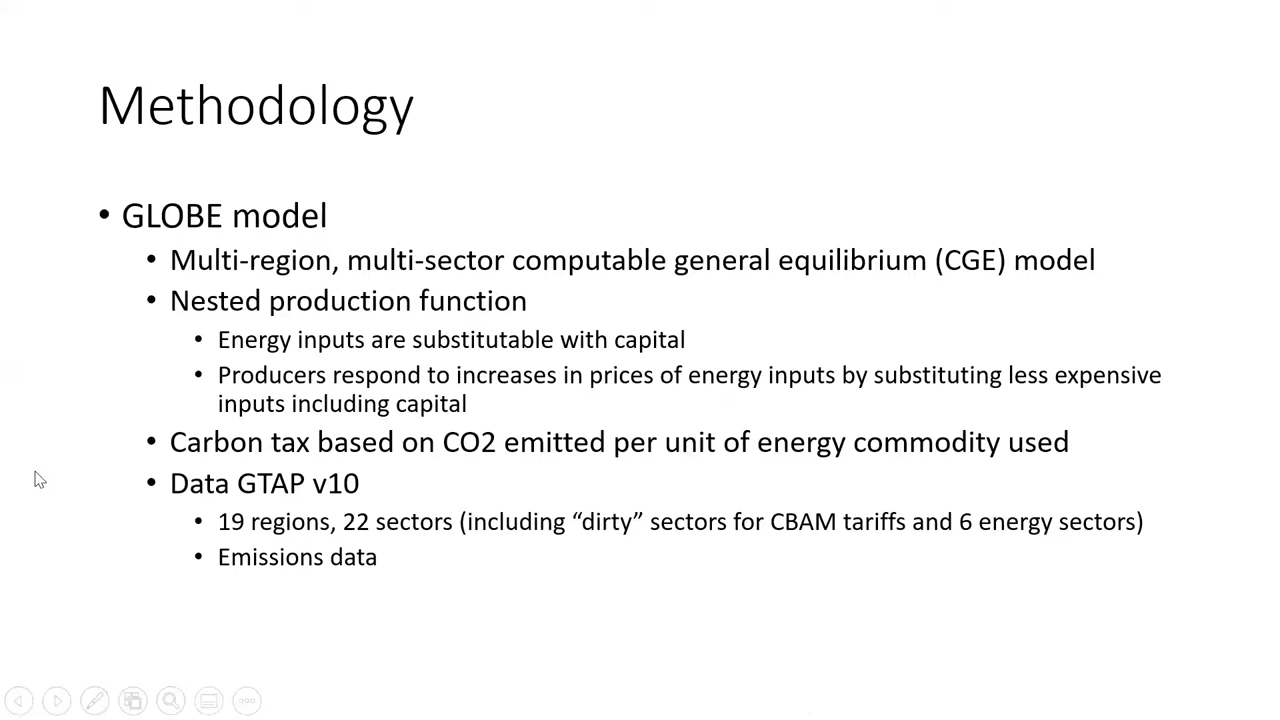 Methodology
• GLOBE model
• Multi-region, multi-sector computable general equilibrium (CGE) model
• Nested production function
• Energy inputs are substitutable with capital
• Producers respond to increases in prices of energy inputs by substituting less expensive
inputs including capital
• Carbon tax based on CO2 emitted per unit of energy commodity used
• Data GTAP v10
• 19 regions, 22 sectors (including “dirty” sectors for CBAM tariffs and 6 energy sectors)
• Emissions data